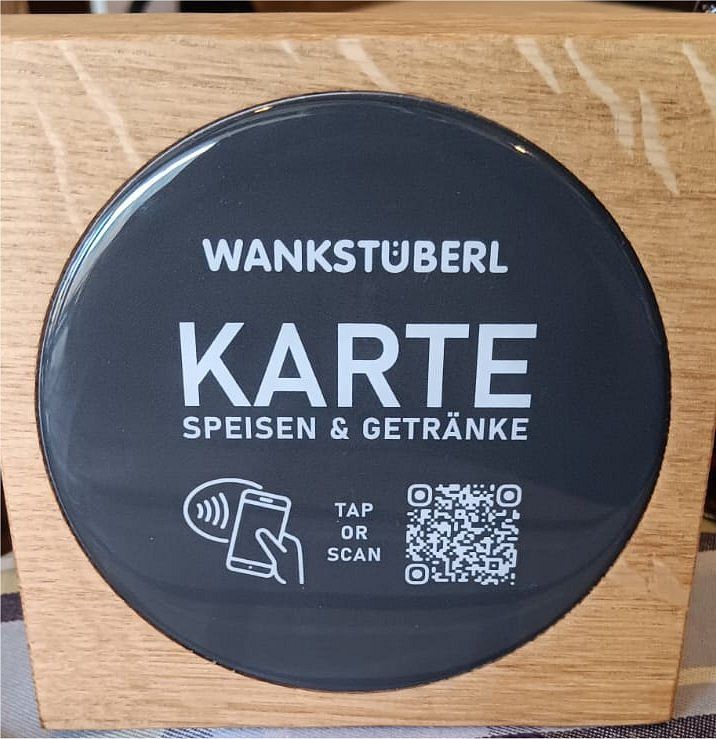 WANKSTÜBERL
KARTE
SPEISEN & GETRÄNKE
TAP
OR
SCAN